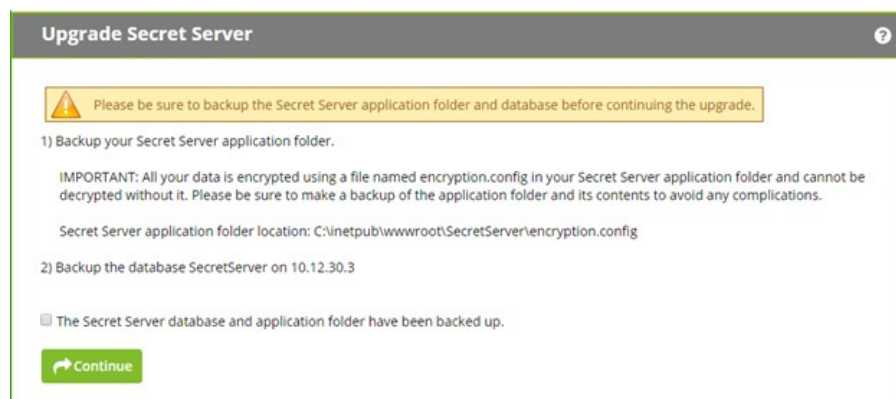 Upgrade Secret Server
Please be sure to backup the Secret Server application folder and database before continuing the upgrade.
1) Backup your Secret Server application folder.
IMPORTANT: All your data is encrypted using a file named encryption.config in your Secret Server application folder and cannot be
decrypted without it. Please be sure to make a backup of the application folder and its contents to avoid any complications.
Secret Server application folder location: C:\inetpub\wwwroot\SecretServer\encryption.config
2) Backup the database SecretServer on 10.12.30.3
The Secret Server database and application folder have been backed up.
Continue